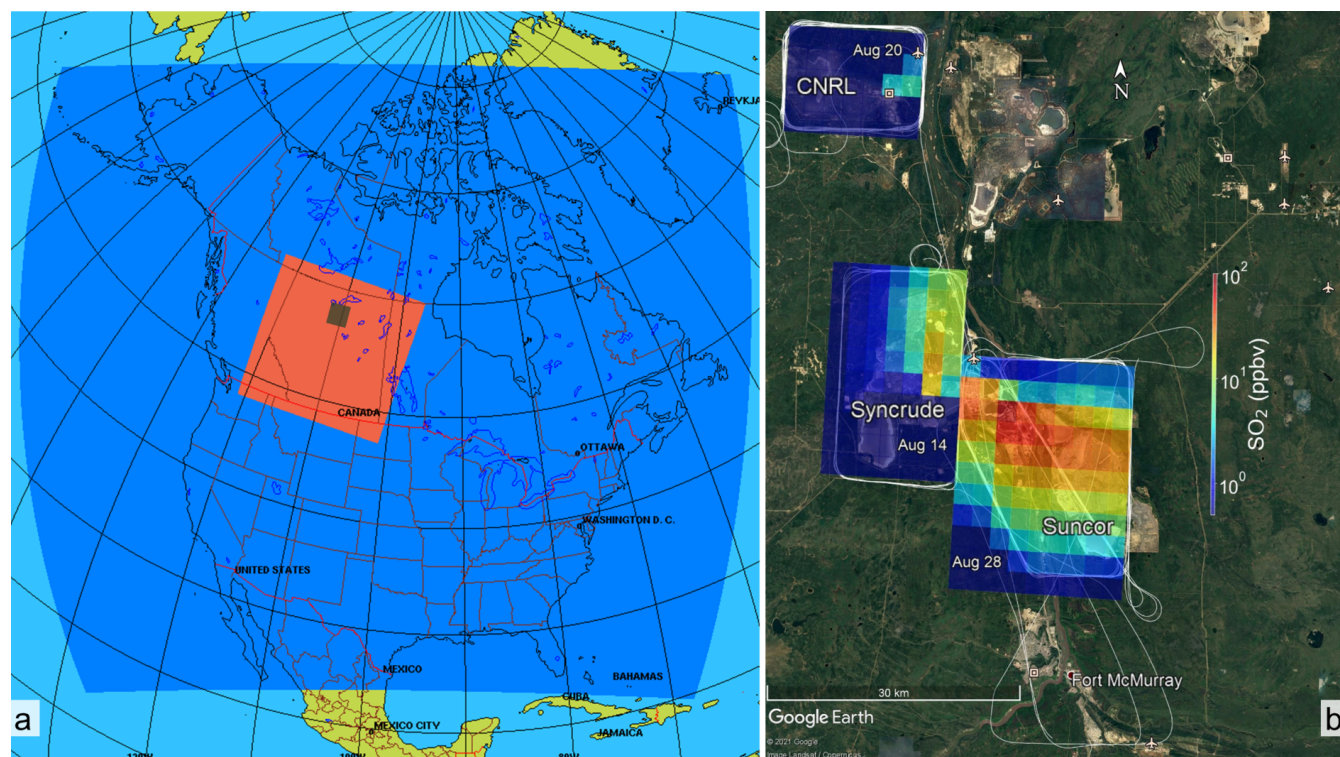 REYKJA
CANADA
OTTAWA
WASHINGTON D. C.
UNITED STATES
MEXICO
BAHAMAS
CUBA
JAMAICA
MEXICO CITY
a
Aug 20
CNRL
N
10²
10¹
10⁰
SO₂ (ppbv)
Syncrude
Aug 14
Suncor
Aug 28
Fort McMurray
30 km
Google Earth
© 2021 Google
Image Landsat / Copernicus
b